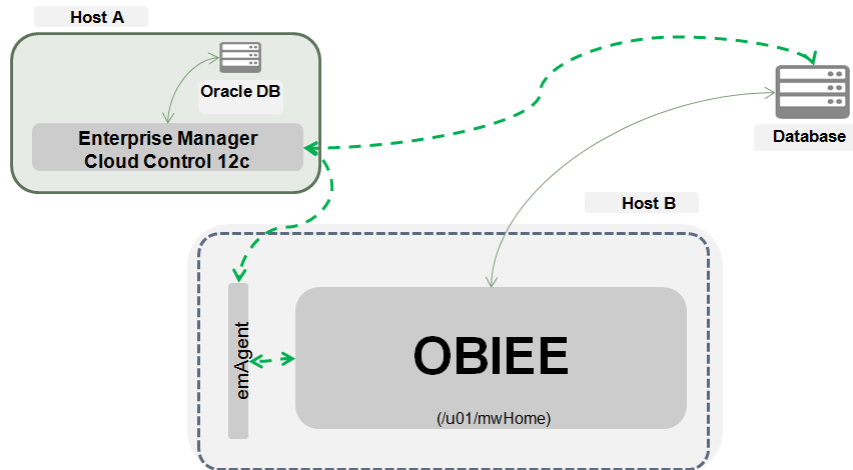 Host A
Oracle DB
Enterprise Manager
Cloud Control 12c
Database
Host B
emAgent
OBIEE
(/u01/mwHome)